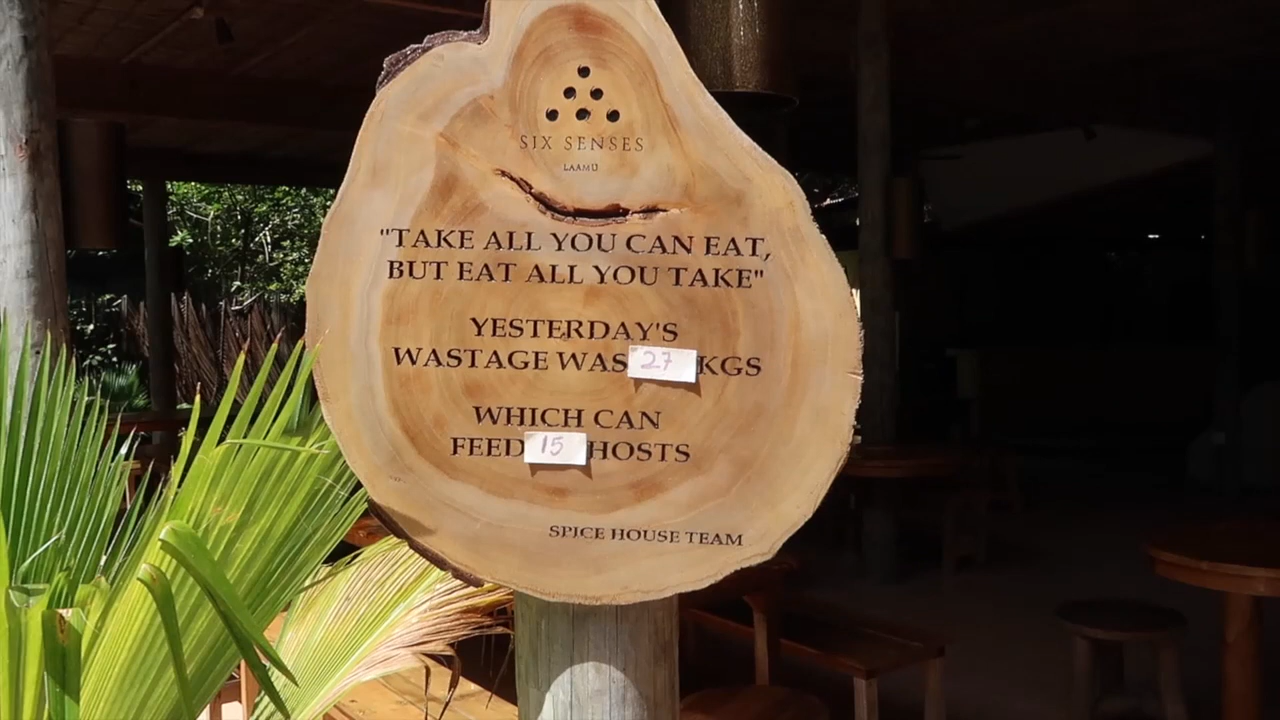 SIX SENSES
LAAMU
"TAKE ALL YOU CAN EAT,
BUT EAT ALL YOU TAKE"
YESTERDAY'S
WASTAGE WAS 27 KGS
WHICH CAN
FEED 15 HOSTS
SPICE HOUSE TEAM